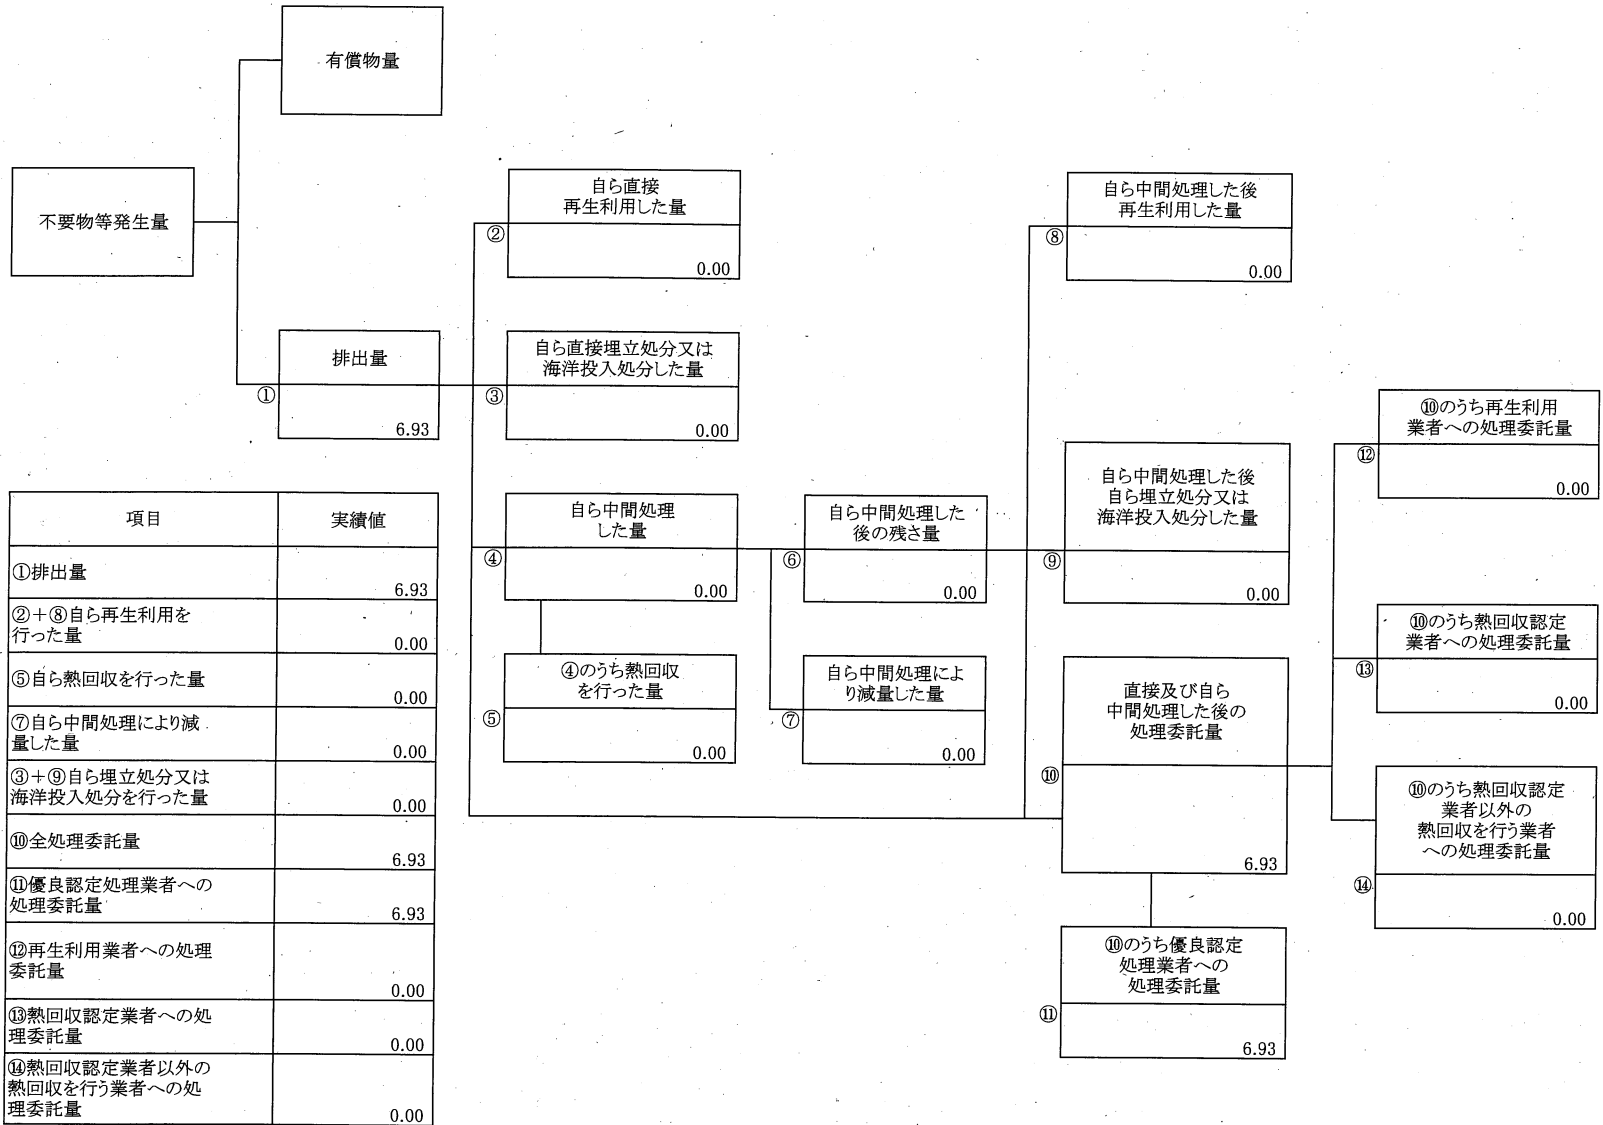 有償物量
不要物等発生量
排出量
①
6.93
自ら直接
再生利用した量
②
0.00
自ら直接埋立処分又は
海洋投入処分した量
③
0.00
自ら中間処理
した量
④
0.00
④のうち熱回収
を行った量
⑤
0.00
自ら中間処理した
後の残さ量
⑥
0.00
自ら中間処理によ
り減量した量
⑦
0.00
自ら中間処理した後
再生利用した量
⑧
0.00
自ら中間処理した後
自ら埋立処分又は
海洋投入処分した量
⑨
0.00
直接及び自ら
中間処理した後の
処理委託量
⑩
6.93
⑩のうち優良認定
処理業者への
処理委託量
⑪
6.93
⑩のうち再生利用
業者への処理委託量
⑫
0.00
⑩のうち熱回収認定
業者への処理委託量
⑬
0.00
⑩のうち熱回収認定
業者以外の
熱回収を行う業者
への処理委託量
⑭
0.00
項目 実績値
①排出量
6.93
②+⑧自ら再生利用を
行った量
0.00
⑤自ら熱回収を行った量
0.00
⑦自ら中間処理により減
量した量
0.00
③+⑨自ら埋立処分又は
海洋投入処分を行った量
0.00
⑩全処理委託量
6.93
⑪優良認定処理業者への
処理委託量
6.93
⑫再生利用業者への処理
委託量
0.00
⑬熱回収認定業者への処
理委託量
0.00
⑭熱回収認定業者以外の
熱回収を行う業者への処
理委託量
0.00